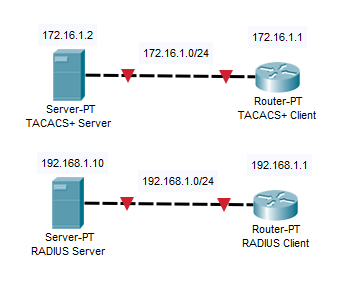 172.16.1.2
172.16.1.0/24
172.16.1.1
Server-PT
TACACS+ Server
Router-PT
TACACS+ Client
192.168.1.10
192.168.1.0/24
192.168.1.1
Server-PT
RADIUS Server
Router-PT
RADIUS Client